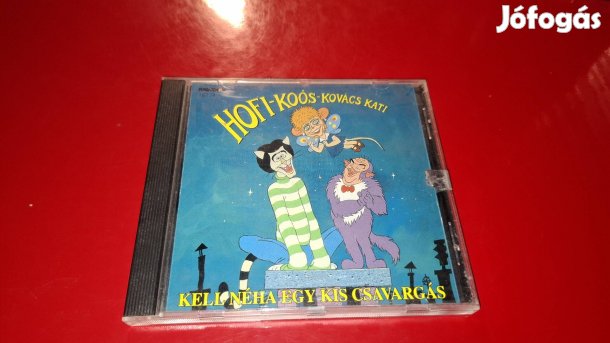 Jófogás
HOFI-KOÓS-KOVÁCS KATI
KELL NÉHA EGY KIS CSAVARGÁS